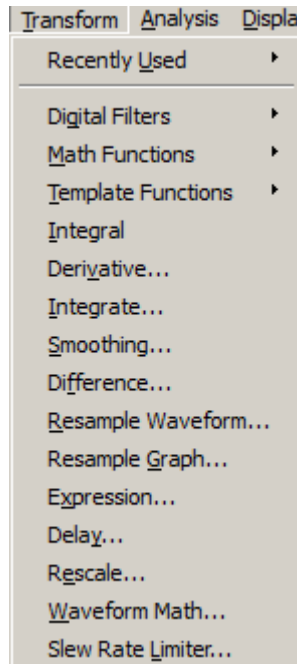 Transform Analysis Displa
Recently Used
Digital Filters
Math Functions
Template Functions
Integral
Derivative...
Integrate...
Smoothing...
Difference...
Resample Waveform...
Resample Graph...
Expression...
Delay...
Rescale...
Waveform Math...
Slew Rate Limiter...